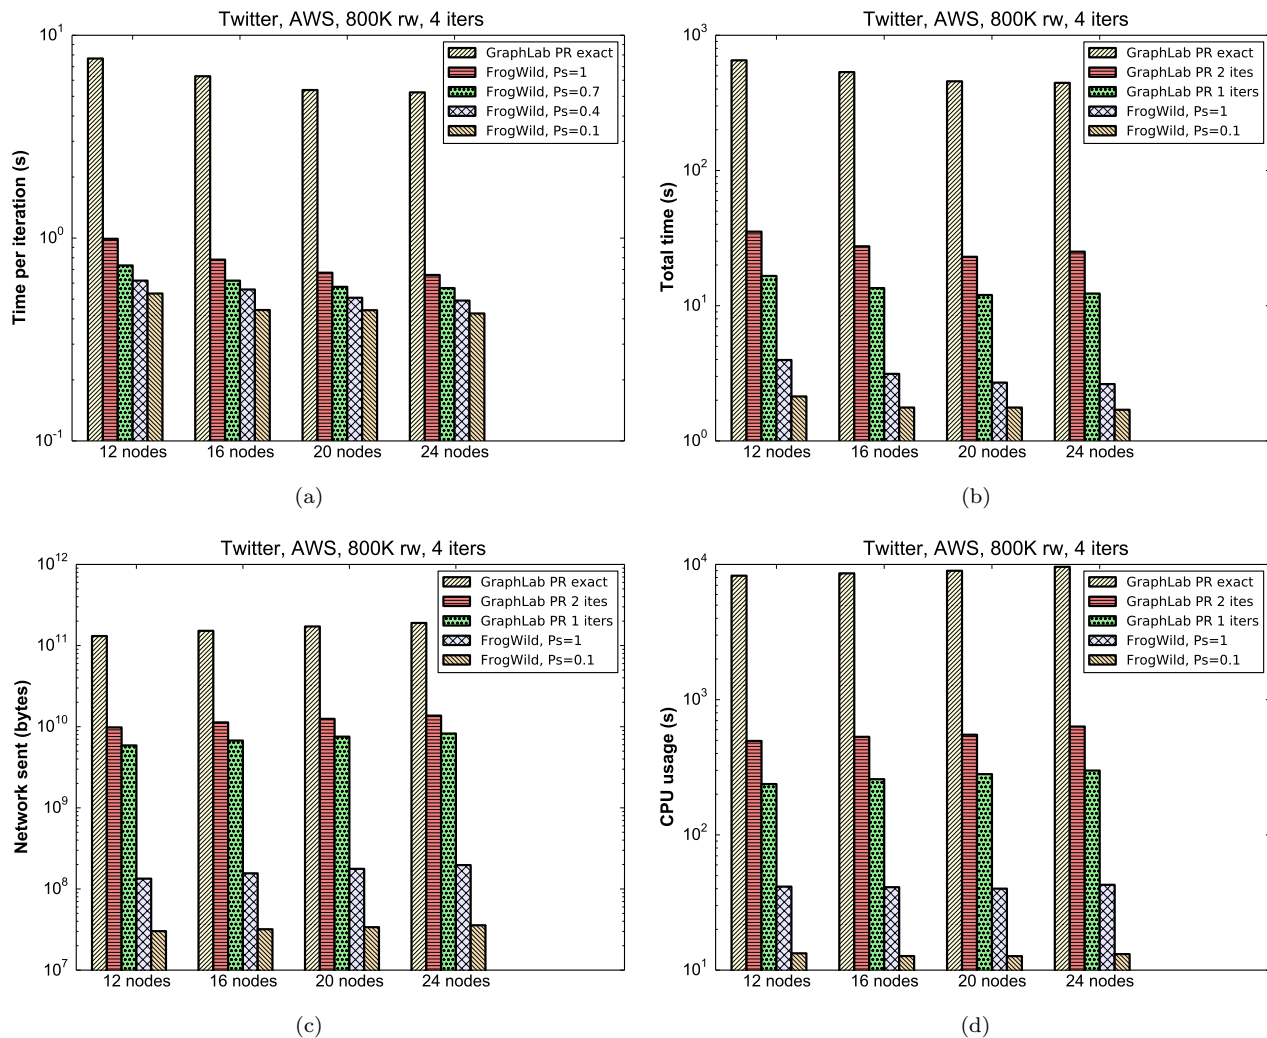 Twitter, AWS, 800K rw, 4 iters
10^1
10^0
10^-1
Time per iteration (s)
GraphLab PR exact
FrogWild, Ps=1
FrogWild, Ps=0.7
FrogWild, Ps=0.4
FrogWild, Ps=0.1
12 nodes 16 nodes 20 nodes 24 nodes
(a)
Twitter, AWS, 800K rw, 4 iters
10^3
10^2
10^1
10^0
Total time (s)
GraphLab PR exact
GraphLab PR 2 ites
GraphLab PR 1 iters
FrogWild, Ps=1
FrogWild, Ps=0.1
12 nodes 16 nodes 20 nodes 24 nodes
(b)
Twitter, AWS, 800K rw, 4 iters
10^12
10^11
10^10
10^9
10^8
10^7
Network sent (bytes)
GraphLab PR exact
GraphLab PR 2 ites
GraphLab PR 1 iters
FrogWild, Ps=1
FrogWild, Ps=0.1
12 nodes 16 nodes 20 nodes 24 nodes
(c)
Twitter, AWS, 800K rw, 4 iters
10^4
10^3
10^2
10^1
CPU usage (s)
GraphLab PR exact
GraphLab PR 2 ites
GraphLab PR 1 iters
FrogWild, Ps=1
FrogWild, Ps=0.1
12 nodes 16 nodes 20 nodes 24 nodes
(d)